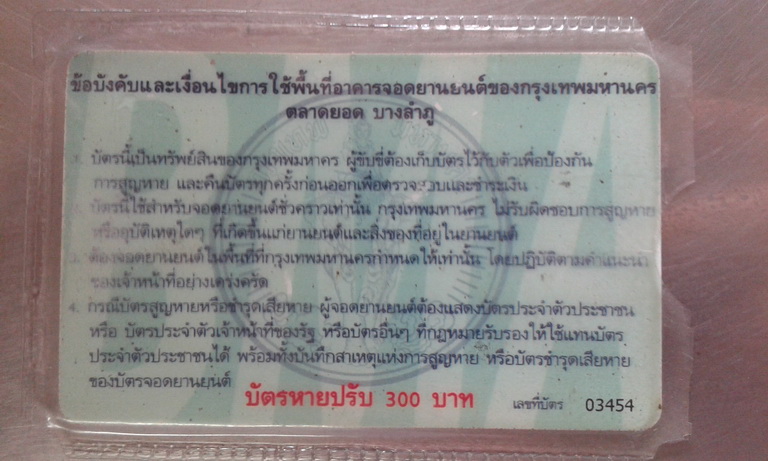 ข้อบังคับและเงื่อนไขการใช้พื้นที่อาคารจอดยานยนต์ของกรุงเทพมหานคร
ตลาดยอด บางลำภู
บัตรนี้เป็นทรัพย์สินของกรุงเทพมหาคร ผู้ขับขี่ต้องเก็บบัตรไว้กับตัวเพื่อป้องกัน
การสูญหาย และคืนบัตรทุกครั้งก่อนออกเพื่อตรวจสอบและชำระเงิน
บัตรนี้ใช้สำหรับจอดยานยนต์ชั่วคราวเท่านั้น กรุงเทพมหานคร ไม่รับผิดชอบการสูญหาย
หรืออุบัติเหตุใดๆ ที่เกิดขึ้นแก่ยานยนต์และสิ่งของที่อยู่ในยานยนต์
ต้องจอดยานยนต์ในพื้นที่ที่กรุงเทพมหานครกำหนดให้เท่านั้น โดยปฏิบัติตามคำแนะนำ
ของเจ้าหน้าที่อย่างเคร่งครัด
4. กรณีบัตรสูญหายหรือชำรุดเสียหาย ผู้จอดยานยนต์ต้องแสดงบัตรประจำตัวประชาชน
หรือ บัตรประจำตัวเจ้าหน้าที่ของรัฐ หรือบัตรอื่นๆ ที่กฎหมายรับรองให้ใช้แทนบัตร
ประจำตัวประชาชนได้ พร้อมทั้งบันทึกสาเหตุแห่งการสูญหาย หรือบัตรชำรุดเสียหาย
ของบัตรจอดยานยนต์
บัตรหายปรับ 300 บาท
เลขที่บัตร 03454